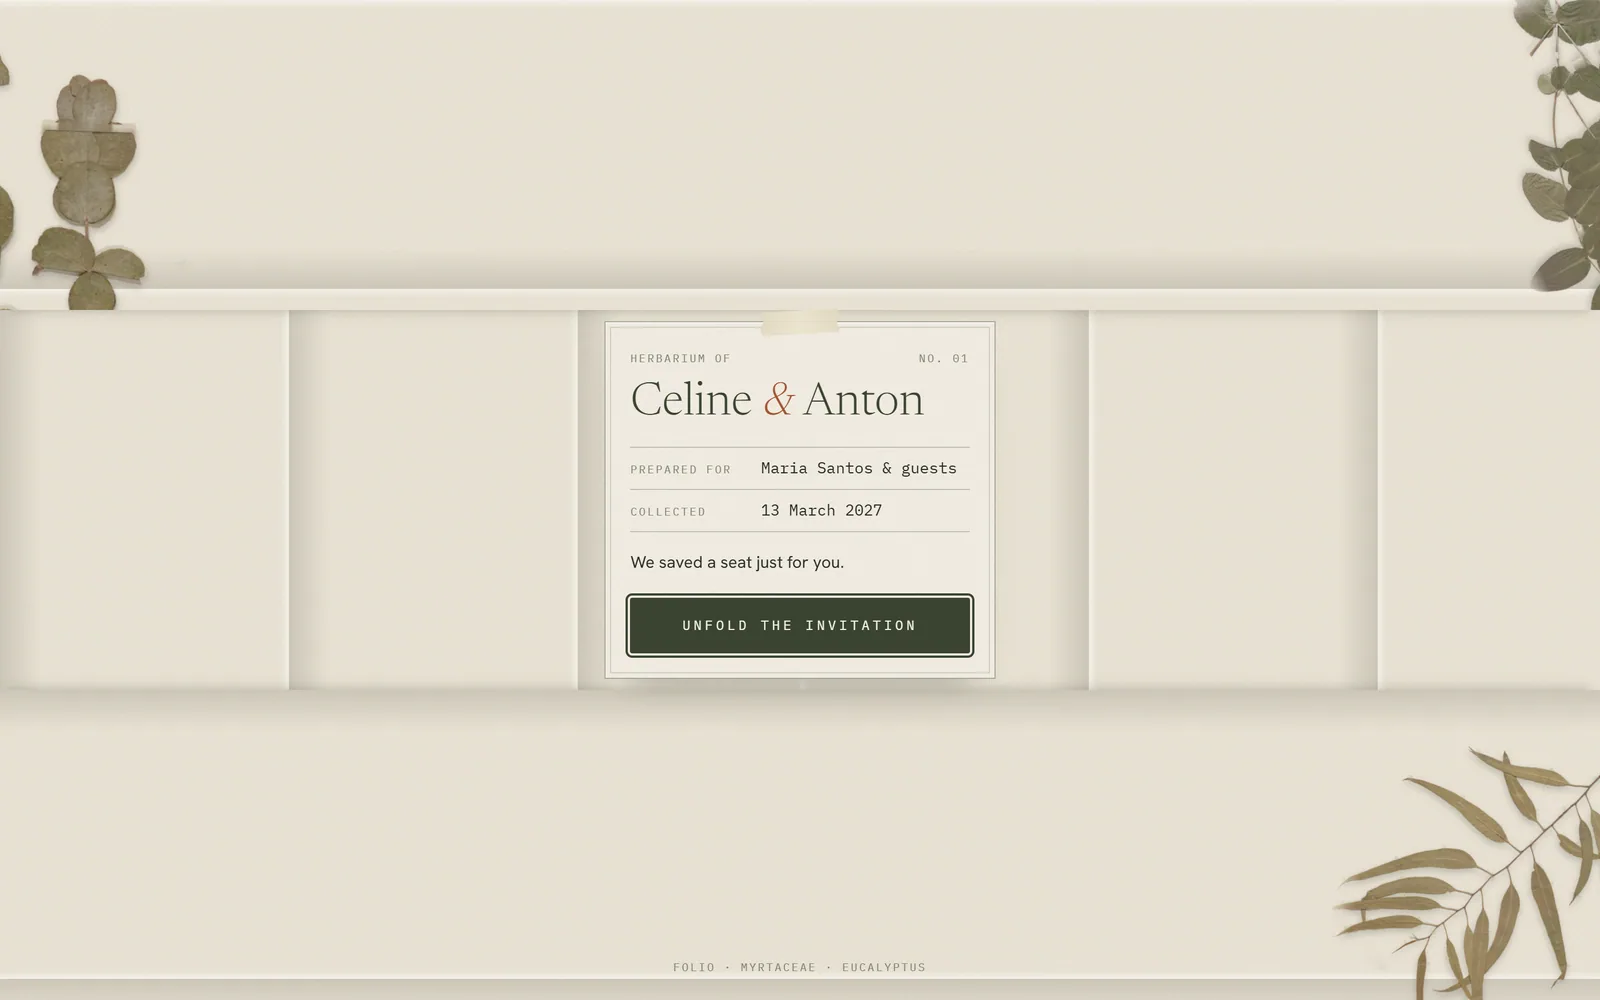 HERBARIUM OF
NO. 01
Celine & Anton
PREPARED FOR Maria Santos & guests
COLLECTED 13 March 2027
We saved a seat just for you.
UNFOLD THE INVITATION
FOLIO · MYRTACEAE · EUCALYPTUS